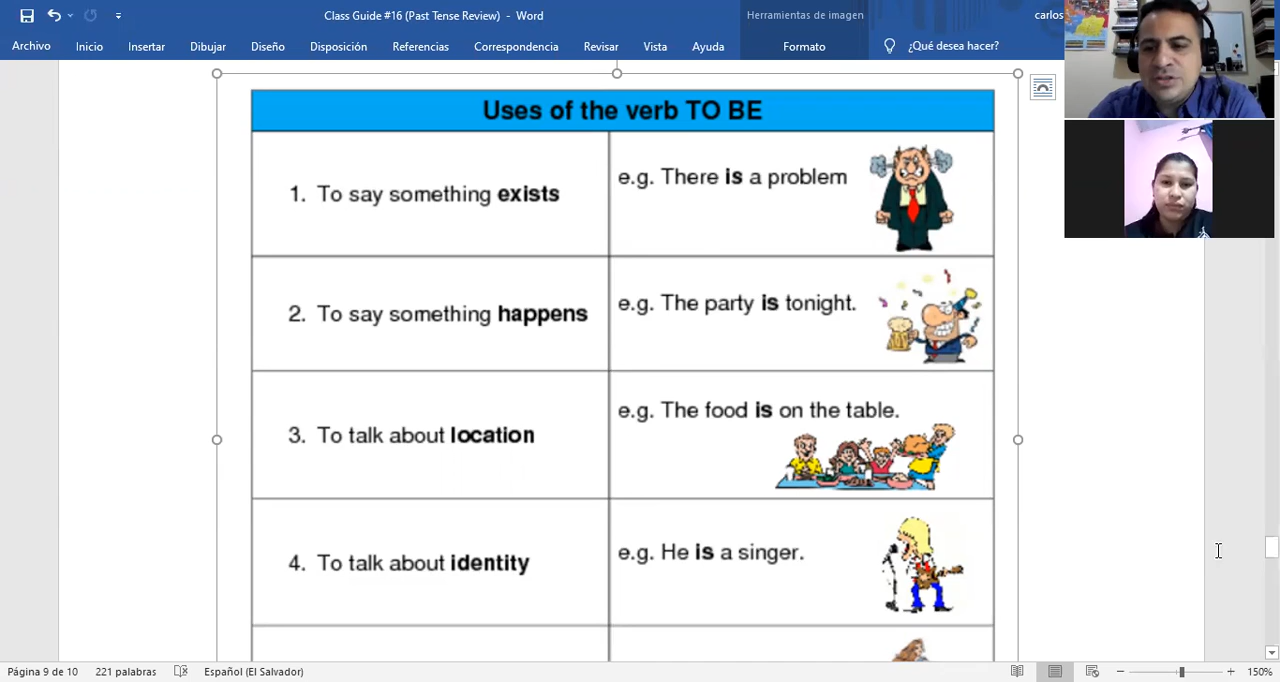 Class Guide #16 (Past Tense Review) - Word
Herramientas de imagen
carlos
Archivo
Inicio
Insertar
Dibujar
Diseño
Disposición
Referencias
Correspondencia
Revisar
Vista
Ayuda
Formato
¿Qué desea hacer?
Uses of the verb TO BE
1. To say something exists
e.g. There is a problem
2. To say something happens
e.g. The party is tonight.
3. To talk about location
e.g. The food is on the table.
4. To talk about identity
e.g. He is a singer.
Página 9 de 10
221 palabras
Español (El Salvador)
150%